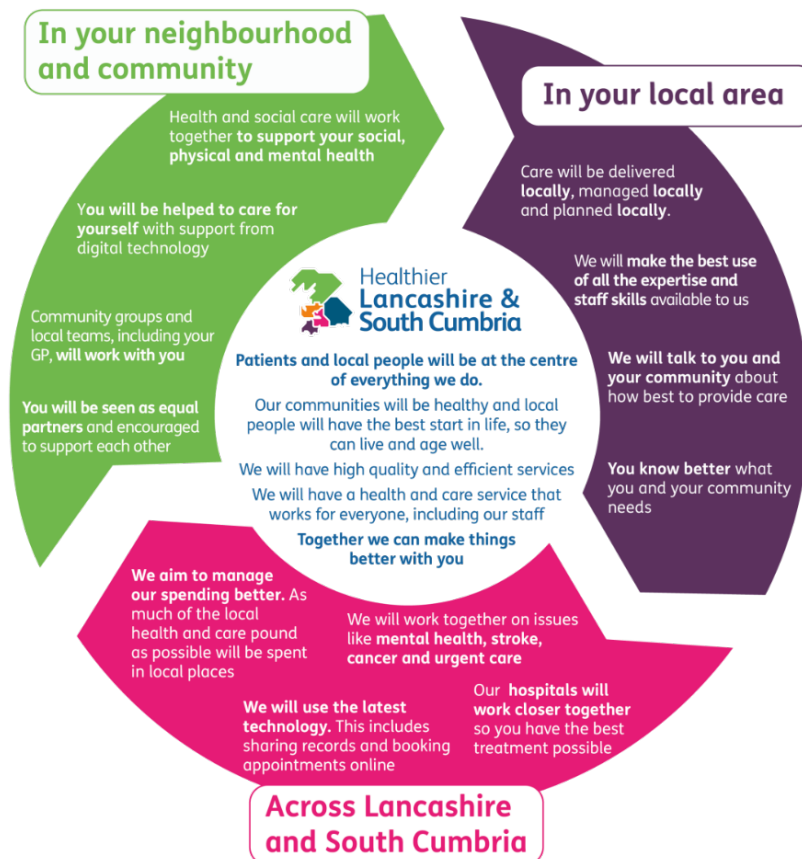 In your neighbourhood
and community
Health and social care will work
together to support your social,
physical and mental health
You will be helped to care for
yourself with support from
digital technology
Community groups and
local teams, including your
GP, will work with you
You will be seen as equal
partners and encouraged
to support each other
In your local area
Care will be delivered
locally, managed locally
and planned locally.
We will make the best use
of all the expertise and
staff skills available to us
We will talk to you and
your community about
how best to provide care
You know better what
you and your community
needs
Healthier
Lancashire &
South Cumbria
Patients and local people will be at the centre
of everything we do.
Our communities will be healthy and local
people will have the best start in life, so they
can live and age well.
We will have high quality and efficient services
We will have a health and care service that
works for everyone, including our staff
Together we can make things
better with you
We aim to manage
our spending better. As
much of the local
health and care pound
as possible will be spent
in local places
We will work together on issues
like mental health, stroke,
cancer and urgent care
We will use the latest
technology. This includes
sharing records and booking
appointments online
Our hospitals will
work closer together
so you have the best
treatment possible
Across Lancashire
and South Cumbria